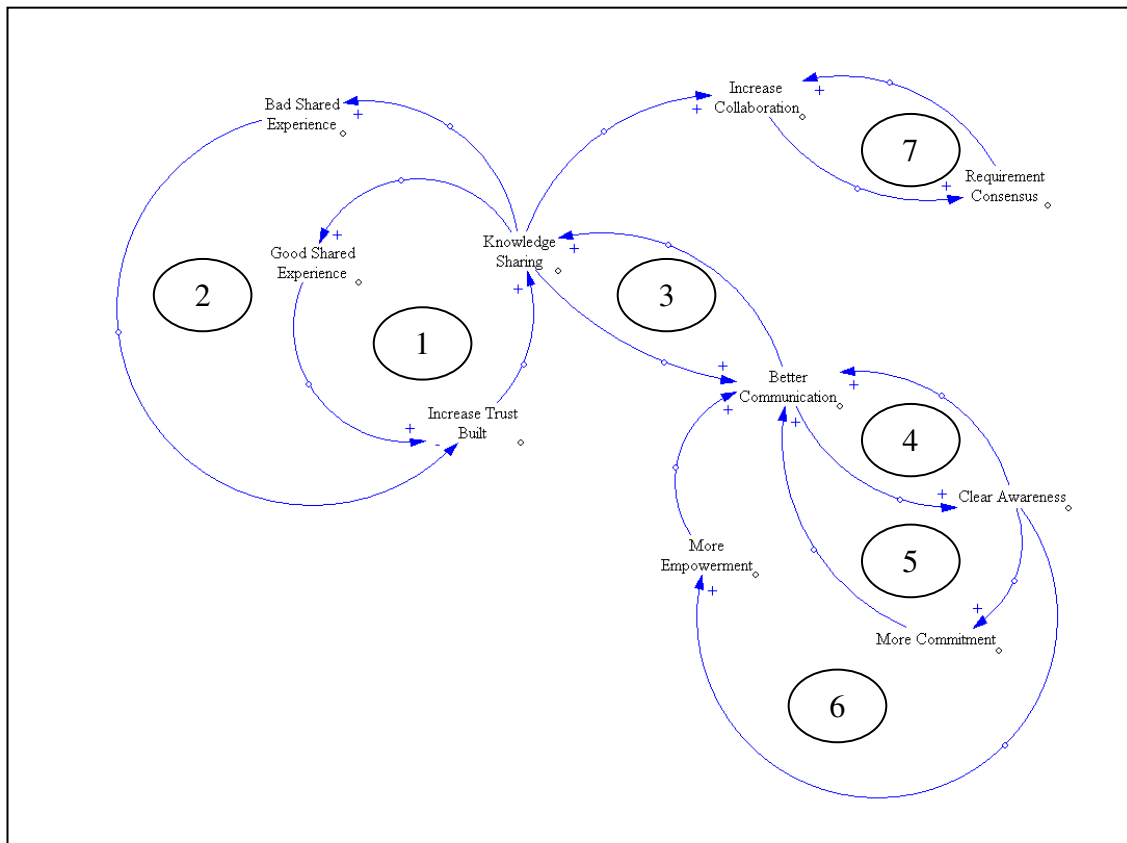 Increase
Collaboration
+
+
7
Bad Shared
Experience
+
Requirement
Consensus
+
Good Shared
Experience
+
Knowledge
Sharing
+
+
2
3
1
Better
Communication
+
+
+
+
4
Increase Trust
Built
+
-
Clear Awareness
+
More
Empowerment
+
5
More Commitment
+
6